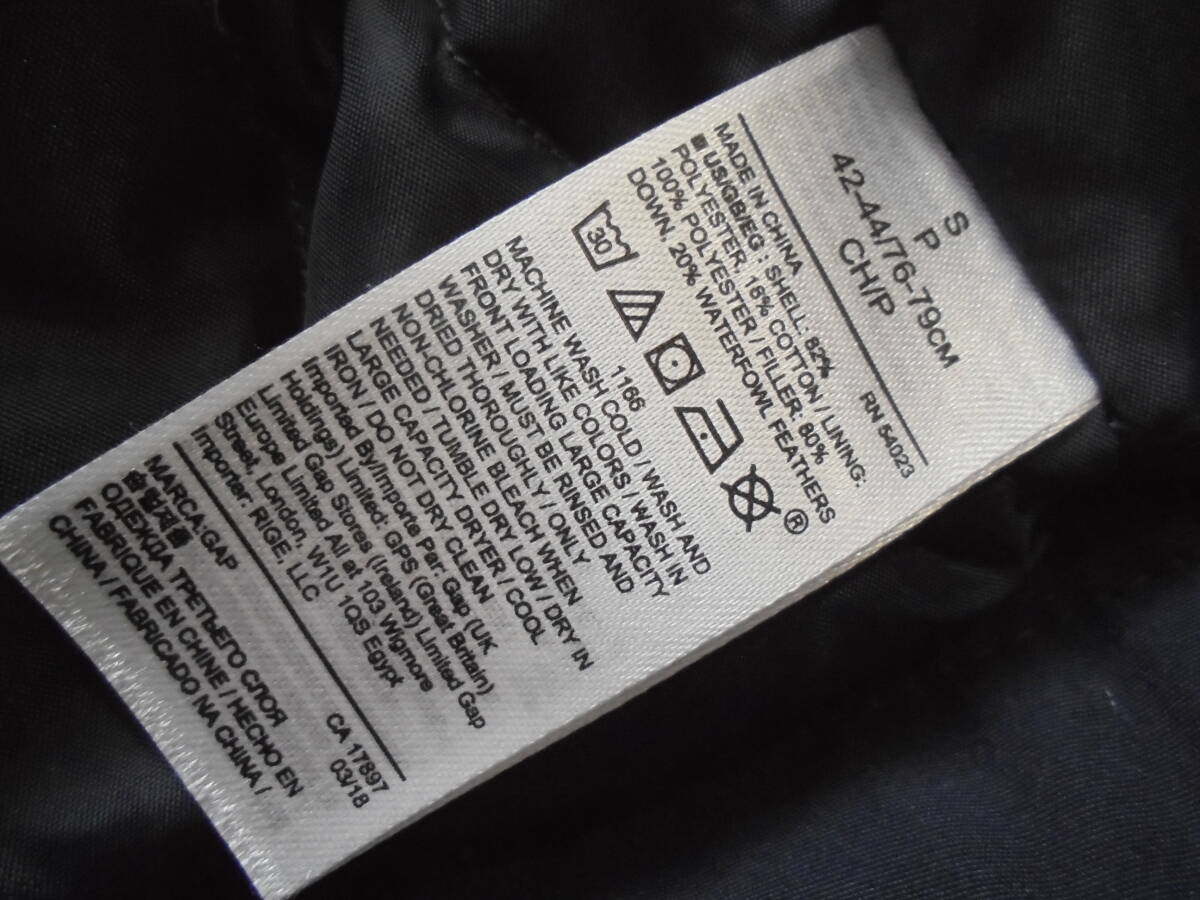 S
P
42-44/76-79CM
CH/P
RN 54023
MADE IN CHINA
■ US/GB/EG : SHELL: 82%
POLYESTER, 18% COTTON / LINING:
100% POLYESTER / FILLER: 80%
DOWN, 20% WATERFOWL FEATHERS
30
®
1166
MACHINE WASH COLD / WASH AND
DRY WITH LIKE COLORS / WASH IN
FRONT LOADING LARGE CAPACITY
WASHER / MUST BE RINSED AND
DRIED THOROUGHLY / ONLY
NON-CHLORINE BLEACH WHEN
NEEDED / TUMBLE DRY LOW / DRY IN
LARGE CAPACITY DRYER / COOL
IRON / DO NOT DRY CLEAN
Imported By/Importe Par: Gap (UK
Holdings) Limited: GPS (Great Britain)
Limited Gap Stores (Ireland) Limited Gap
Europe Limited All at 103 Wigmore
Street, London, W1U 1QS Egypt
Importer: RIGE, LLC
CA 17897
03/18
MARCA:GAP
ОДЕЖДА ТРЕТЬЕГО СЛОЯ
FABRIQUE EN CHINE / HECHO EN
CHINA / FABRICADO NA CHINA /